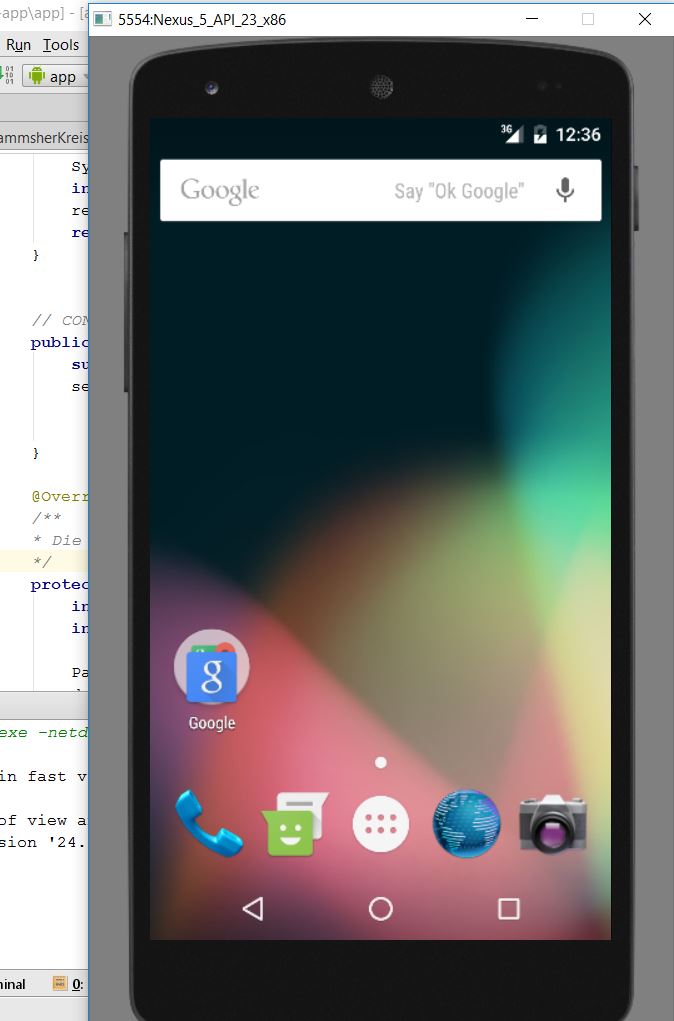 -app\app] - [a
5554:Nexus_5_API_23_x86
Run Tools
app
ammsherKreis
3G 12:36
Google Say "Ok Google"
Sy
in
re
re
}
// CON
public
su
se
}
@Overr
/**
* Die
*/
protec
in
in
Pa
g
Google
exe -netd
in fast v
of view a
sion '24.
minal
0: